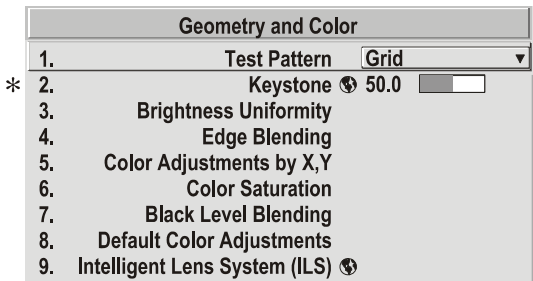 Geometry and Color
1. Test Pattern Grid
* 2. Keystone 50.0
3. Brightness Uniformity
4. Edge Blending
5. Color Adjustments by X,Y
6. Color Saturation
7. Black Level Blending
8. Default Color Adjustments
9. Intelligent Lens System (ILS)